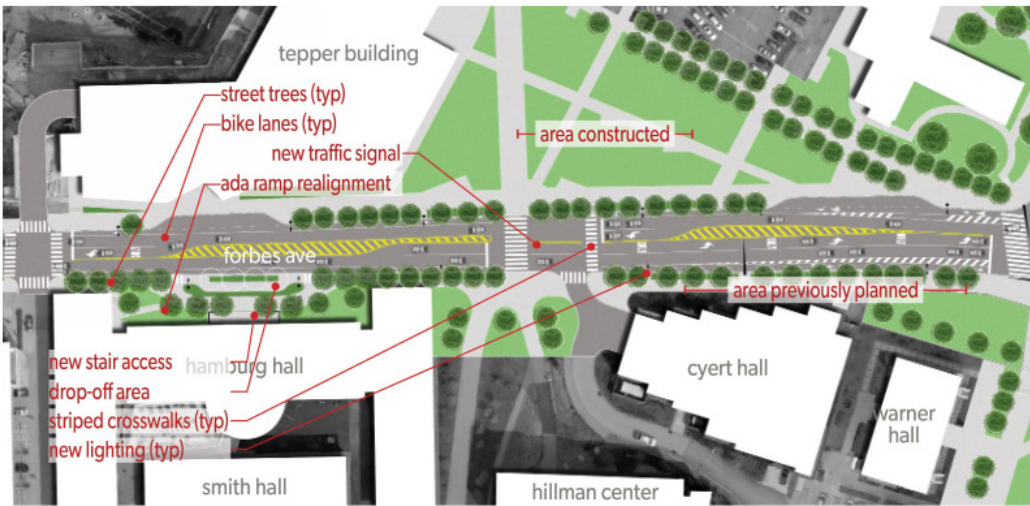 tepper building
street trees (typ)
bike lanes (typ)
area constructed
new traffic signal
ada ramp realignment
forbes ave
area previously planned
new stair access
hamburg hall
drop-off area
cyert hall
striped crosswalks (typ)
warner
hall
new lighting (typ)
smith hall
hillman center